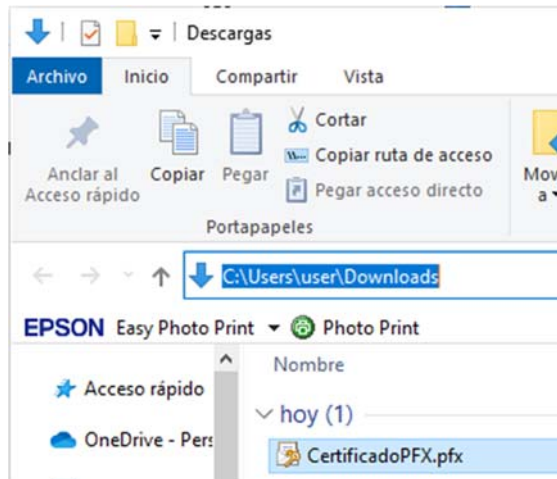 Descargas
Archivo Inicio Compartir Vista
Anclar al Acceso rápido
Copiar
Pegar
Cortar
Copiar ruta de acceso
Pegar acceso directo
a
Portapapeles
C:\Users\user\Downloads
EPSON Easy Photo Print Photo Print
Acceso rápido
OneDrive - Pers
Nombre
hoy (1)
CertificadoPFX.pfx